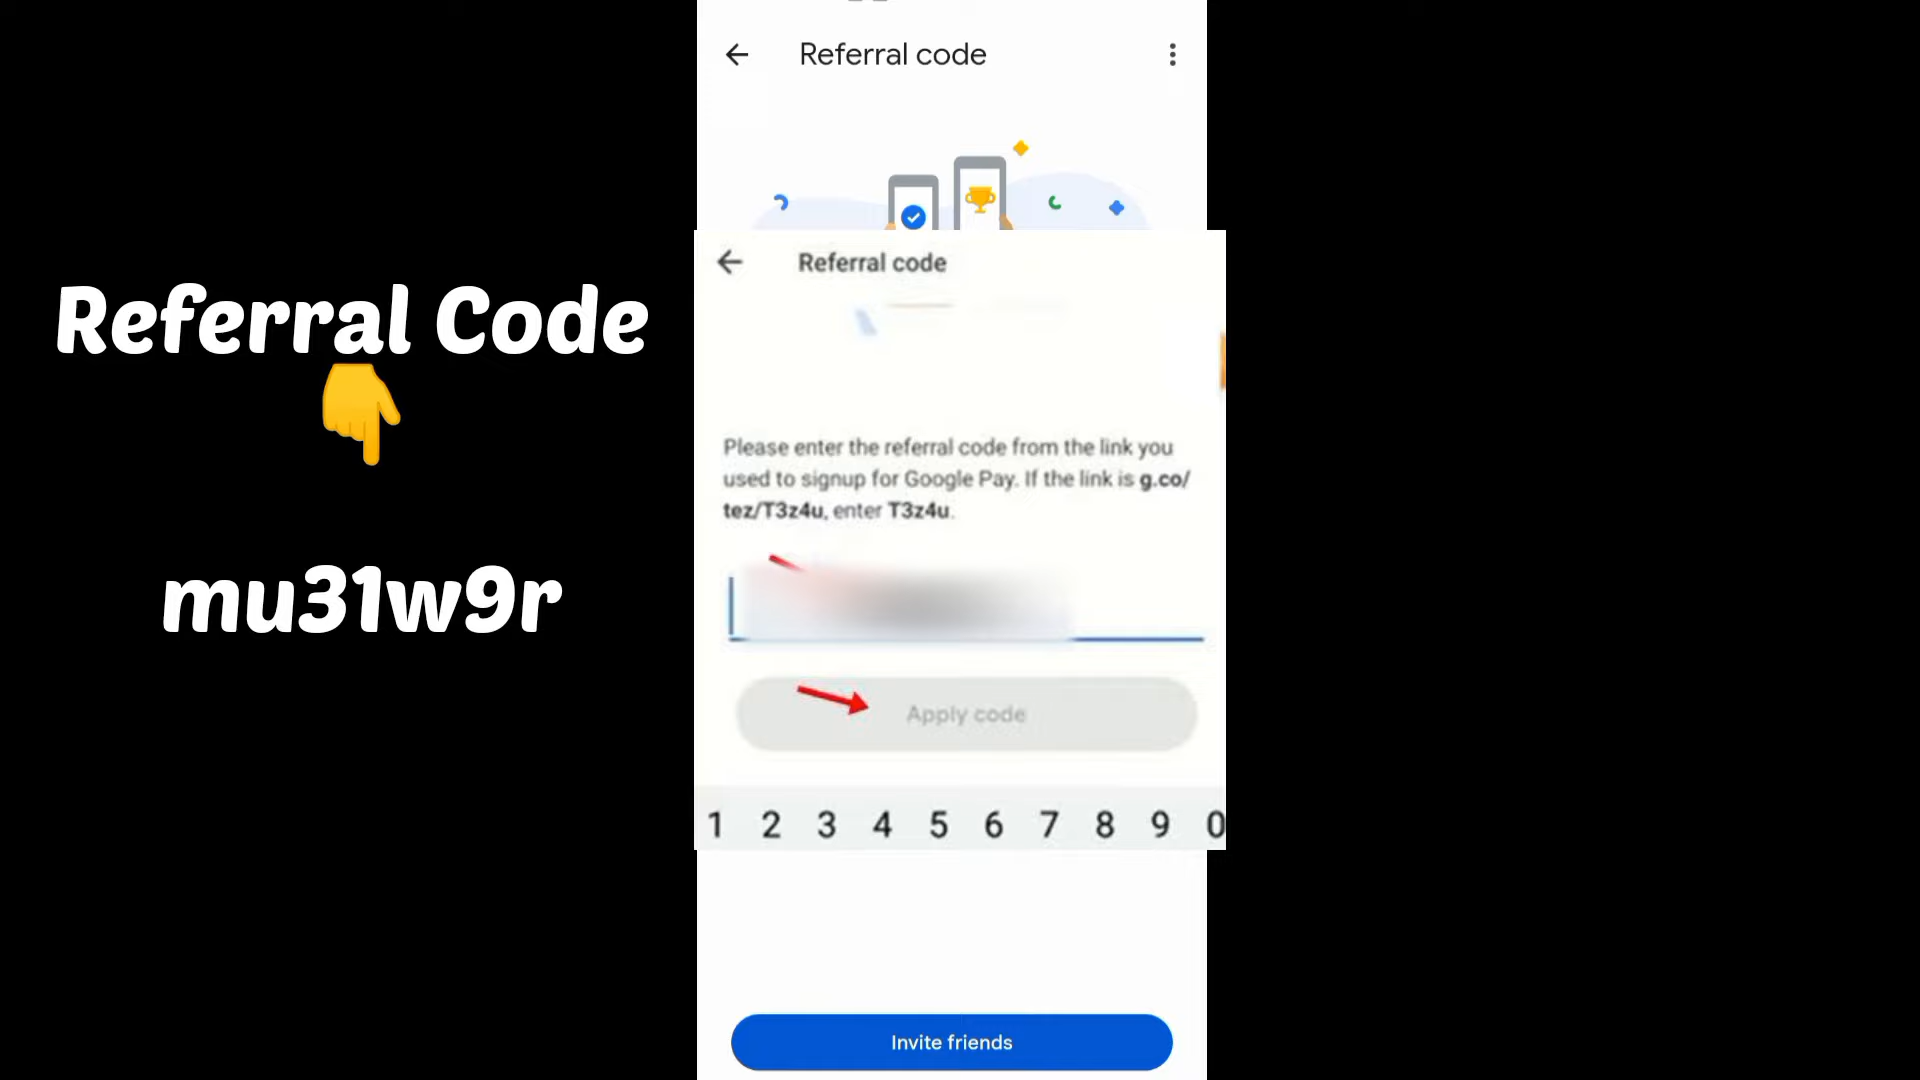 Referral code
Referral Code
👇
mu31w9r
Referral code
Please enter the referral code from the link you
used to signup for Google Pay. If the link is g.co/
tez/T3z4u, enter T3z4u.
Apply code
1 2 3 4 5 6 7 8 9 0
Invite friends